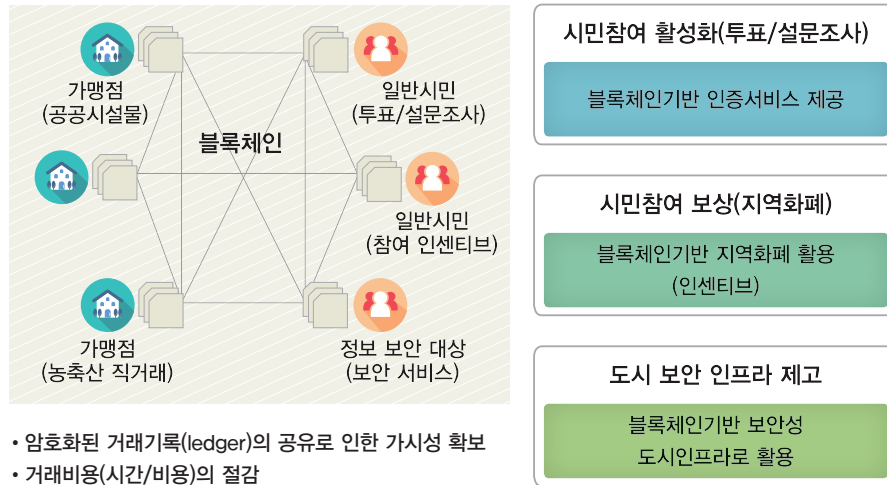 가맹점
(공공시설물)
일반시민
(투표/설문조사)
블록체인
일반시민
(참여 인센티브)
가맹점
(농축산 직거래)
정보 보안 대상
(보안 서비스)
• 암호화된 거래기록(ledger)의 공유로 인한 가시성 확보
• 거래비용(시간/비용)의 절감
시민참여 활성화(투표/설문조사)
블록체인기반 인증서비스 제공
시민참여 보상(지역화폐)
블록체인기반 지역화폐 활용
(인센티브)
도시 보안 인프라 제고
블록체인기반 보안성
도시인프라로 활용